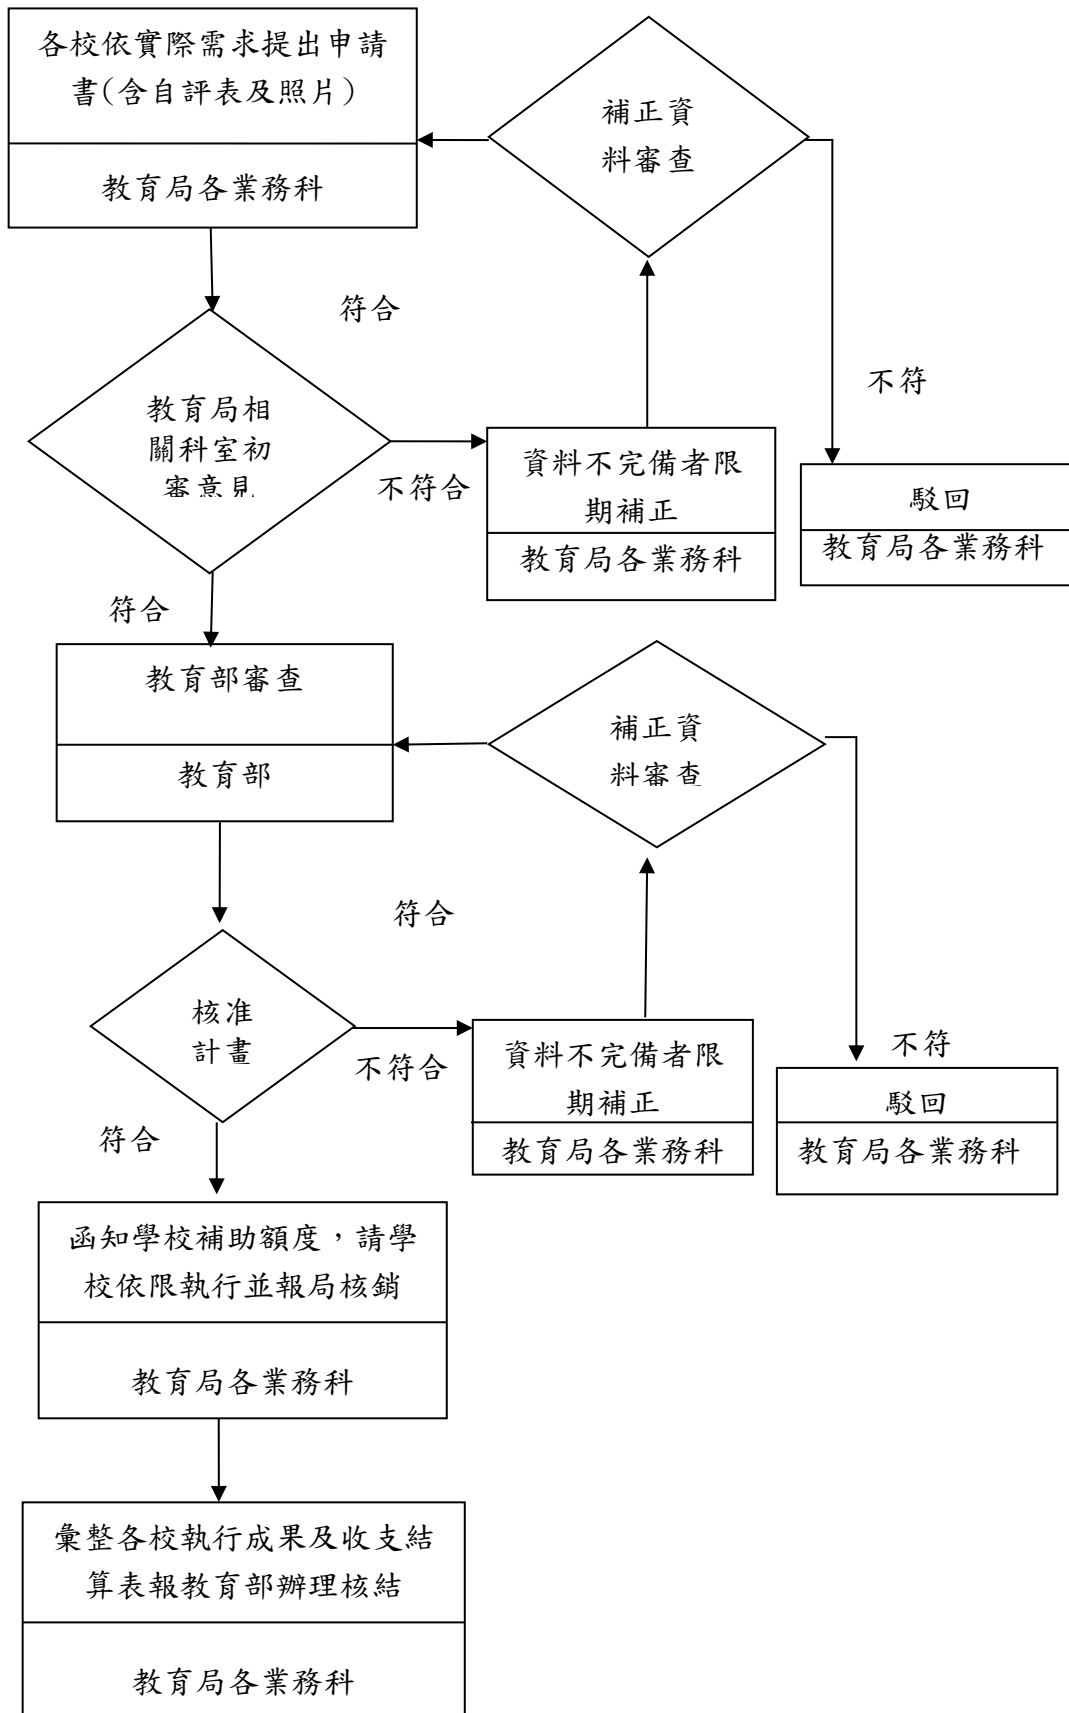 各校依實際需求提出申請
書(含自評表及照片)
教育局各業務科
補正資
料審查
符合
不符
教育局相
關科室初
審意見
不符合
資料不完備者限
期補正
教育局各業務科
駁回
教育局各業務科
符合
教育部審查
教育部
補正資
料審查
符合
核准
計畫
不符合
資料不完備者限
期補正
教育局各業務科
不符
駁回
教育局各業務科
符合
函知學校補助額度，請學
校依限執行並報局核銷
教育局各業務科
彙整各校執行成果及收支結
算表報教育部辦理核結
教育局各業務科